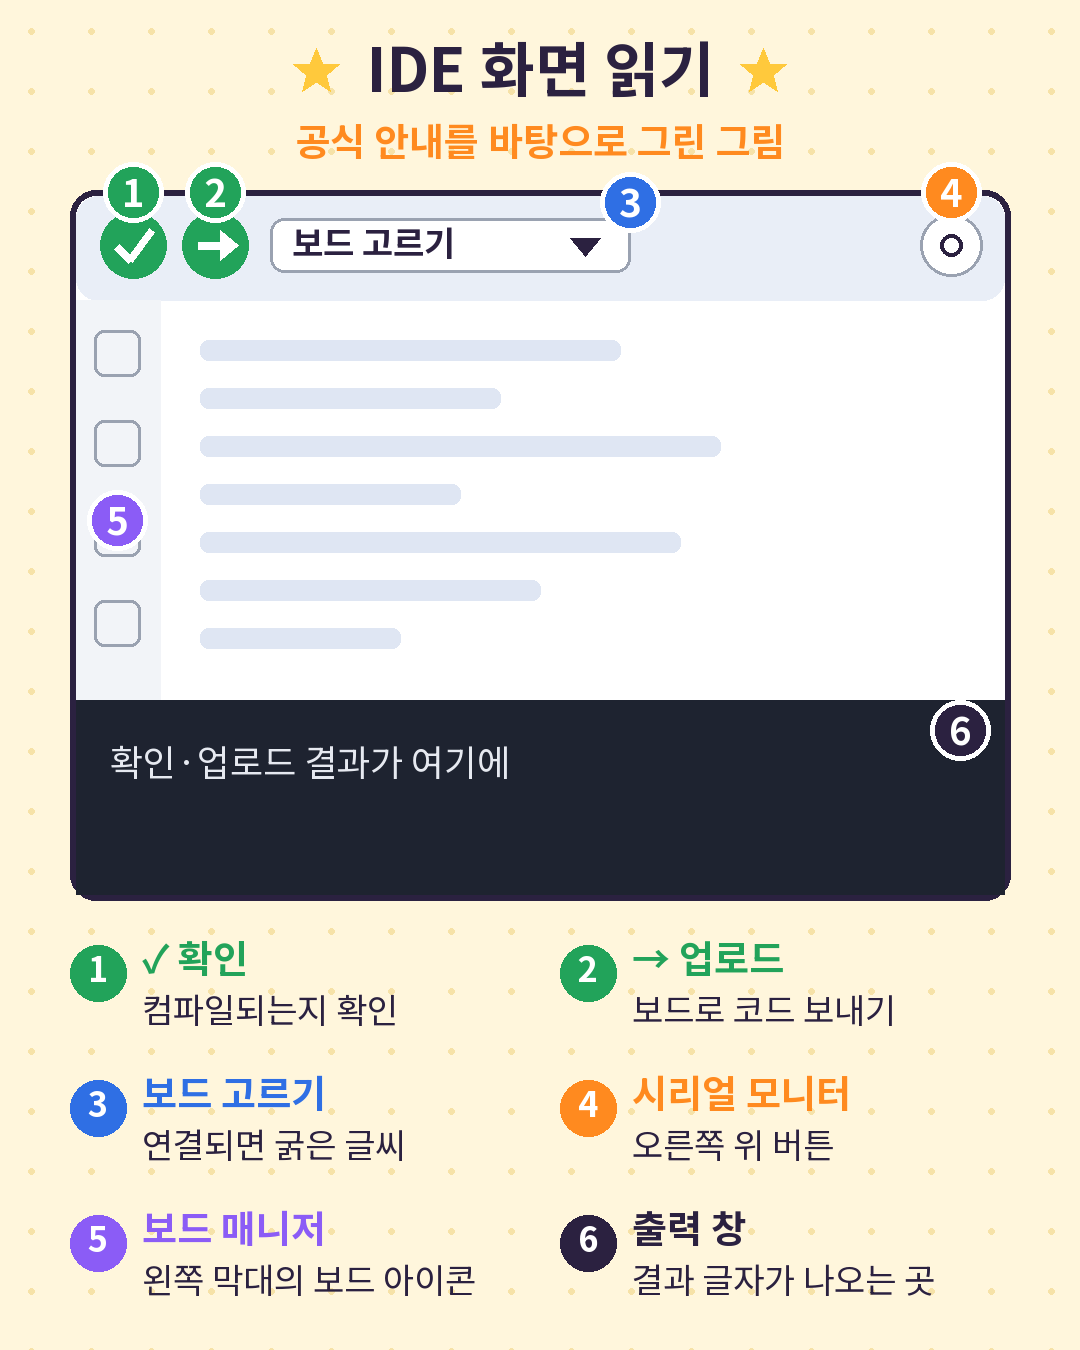 IDE 화면 읽기
공식 안내를 바탕으로 그린 그림
1
2
3
4
보드 고르기
5
6
확인·업로드 결과가 여기에
1 ✓ 확인
컴파일되는지 확인
2 → 업로드
보드로 코드 보내기
3 보드 고르기
연결되면 굵은 글씨
4 시리얼 모니터
오른쪽 위 버튼
5 보드 매니저
왼쪽 막대의 보드 아이콘
6 출력 창
결과 글자가 나오는 곳